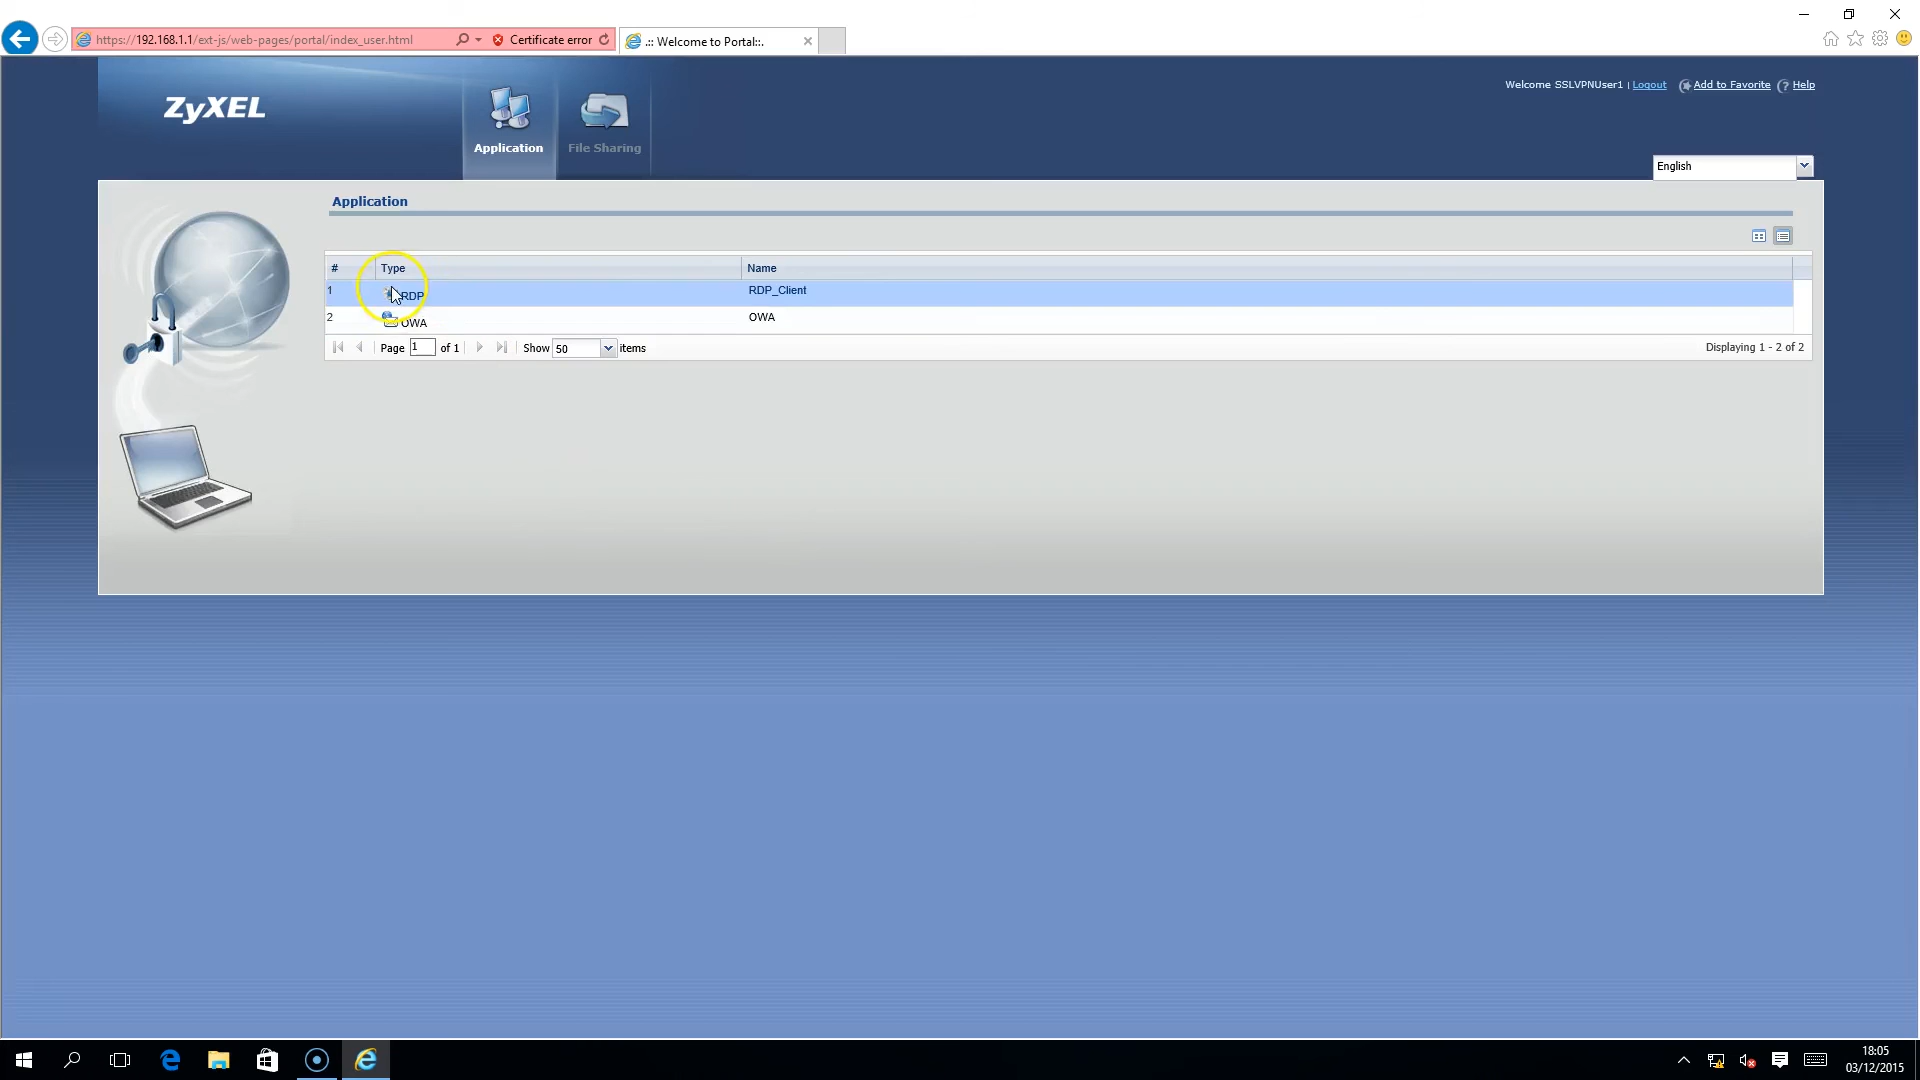 https://192.168.1.1/ext-js/web-pages/portal/index_user.html
Certificate error
.:: Welcome to Portal::.
ZyXEL
Application
File Sharing
Welcome SSLVPNUser1 | Logout
Add to Favorite
Help
English
Application
# Type Name
1 RDP RDP_Client
2 OWA OWA
Page 1 of 1 Show 50 items Displaying 1 - 2 of 2
18:05
03/12/2015